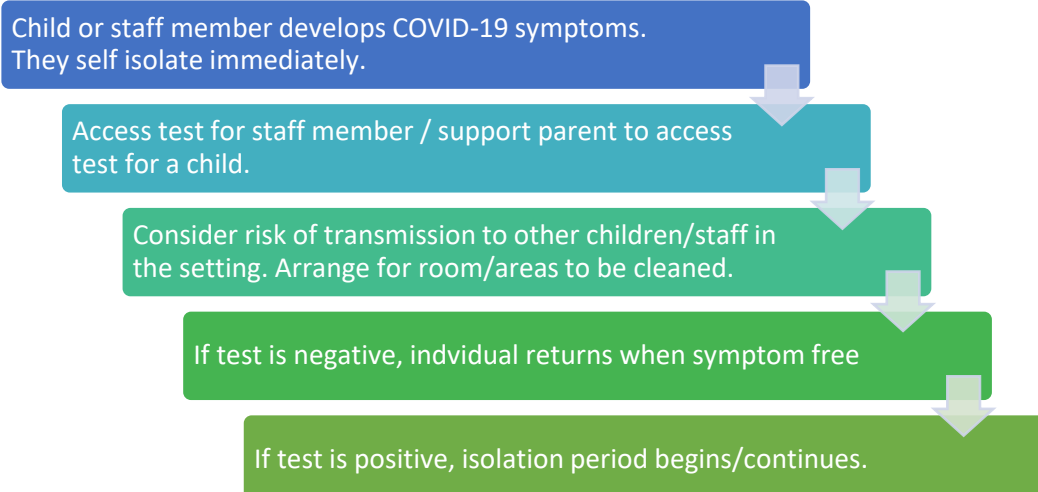 Child or staff member develops COVID-19 symptoms.
They self isolate immediately.
Access test for staff member / support parent to access
test for a child.
Consider risk of transmission to other children/staff in
the setting. Arrange for room/areas to be cleaned.
If test is negative, indvidual returns when symptom free
If test is positive, isolation period begins/continues.